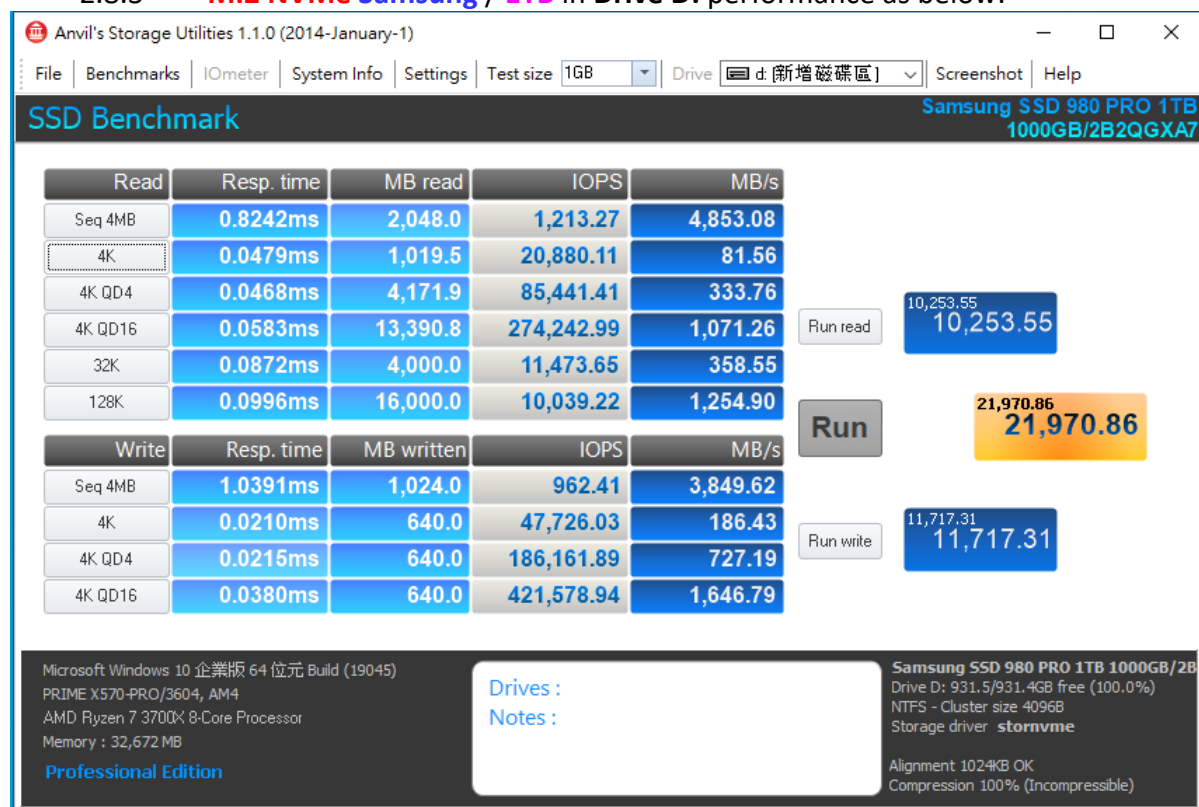 2.8.3 M.2 NVMe Samsung / 1TB in Drive D: performance as below:
Anvil's Storage Utilities 1.1.0 (2014-January-1)
File Benchmarks IOmeter System Info Settings Test size 1GB Drive d: [新增磁碟區] Screenshot Help
SSD Benchmark
Samsung SSD 980 PRO 1TB
1000GB/2B2QGXA7
Read Resp. time MB read IOPS MB/s
Seq 4MB 0.8242ms 2,048.0 1,213.27 4,853.08
4K 0.0479ms 1,019.5 20,880.11 81.56
4K QD4 0.0468ms 4,171.9 85,441.41 333.76
4K QD16 0.0583ms 13,390.8 274,242.99 1,071.26
32K 0.0872ms 4,000.0 11,473.65 358.55
128K 0.0996ms 16,000.0 10,039.22 1,254.90
Run read
10,253.55
10,253.55
Run
21,970.86
21,970.86
Write Resp. time MB written IOPS MB/s
Seq 4MB 1.0391ms 1,024.0 962.41 3,849.62
4K 0.0210ms 640.0 47,726.03 186.43
4K QD4 0.0215ms 640.0 186,161.89 727.19
4K QD16 0.0380ms 640.0 421,578.94 1,646.79
Run write
11,717.31
11,717.31
Microsoft Windows 10 企業版 64 位元 Build (19045)
PRIME X570-PRO/3604, AM4
AMD Ryzen 7 3700X 8-Core Processor
Memory : 32,672 MB
Professional Edition
Drives :
Notes :
Samsung SSD 980 PRO 1TB 1000GB/2B
Drive D: 931.5/931.4GB free (100.0%)
NTFS - Cluster size 4096B
Storage driver stornvme
Alignment 1024KB OK
Compression 100% (Incompressible)